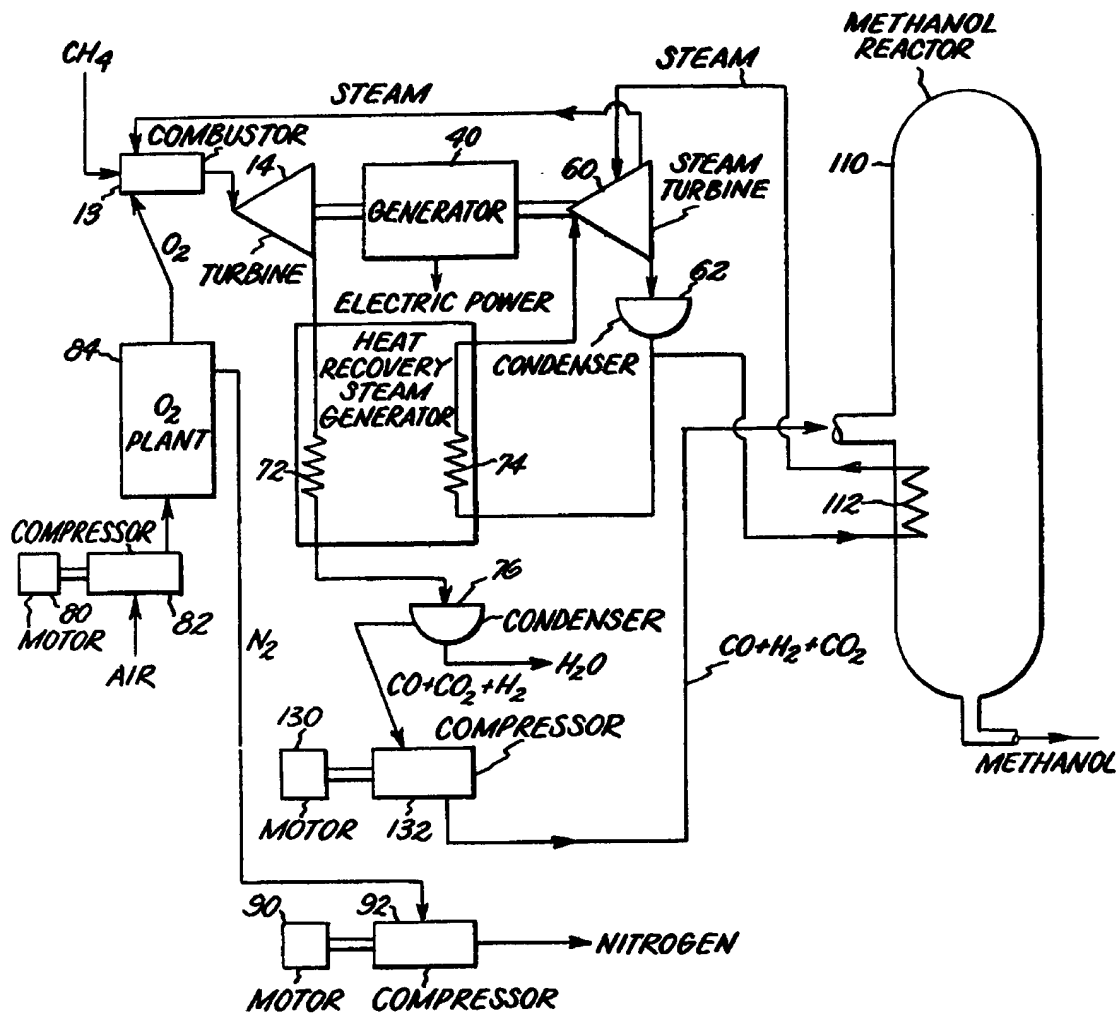 METHANOL
REACTOR
CH4
STEAM
STEAM
COMBUSTOR
13
14
40
60
STEAM
TURBINE
110
GENERATOR
O2
TURBINE
ELECTRIC POWER
62
CONDENSER
84
O2
PLANT
HEAT
RECOVERY
STEAM
GENERATOR
72
74
112
COMPRESSOR
80
MOTOR
82
AIR
N2
76
CONDENSER
H2O
CO+CO2+H2
CO+H2+CO2
130
COMPRESSOR
MOTOR
132
METHANOL
90
92
NITROGEN
MOTOR
COMPRESSOR